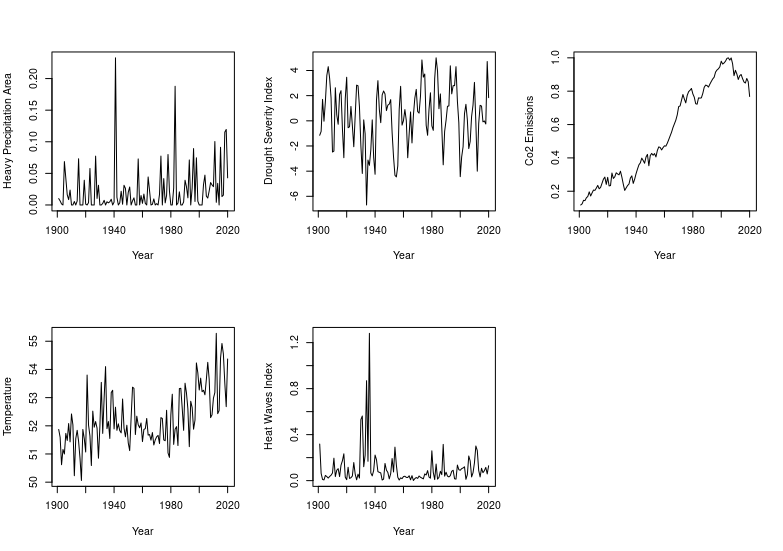 Heavy Precipitation Area
0.20
0.15
0.10
0.05
0.00
1900 1940 1980 2020
Year
Drought Severity Index
4
2
0
-2
-4
-6
1900 1940 1980 2020
Year
Co2 Emissions
1.0
0.8
0.6
0.4
0.2
1900 1940 1980 2020
Year
Temperature
55
54
53
52
51
50
1900 1940 1980 2020
Year
Heat Waves Index
1.2
0.8
0.4
0.0
1900 1940 1980 2020
Year